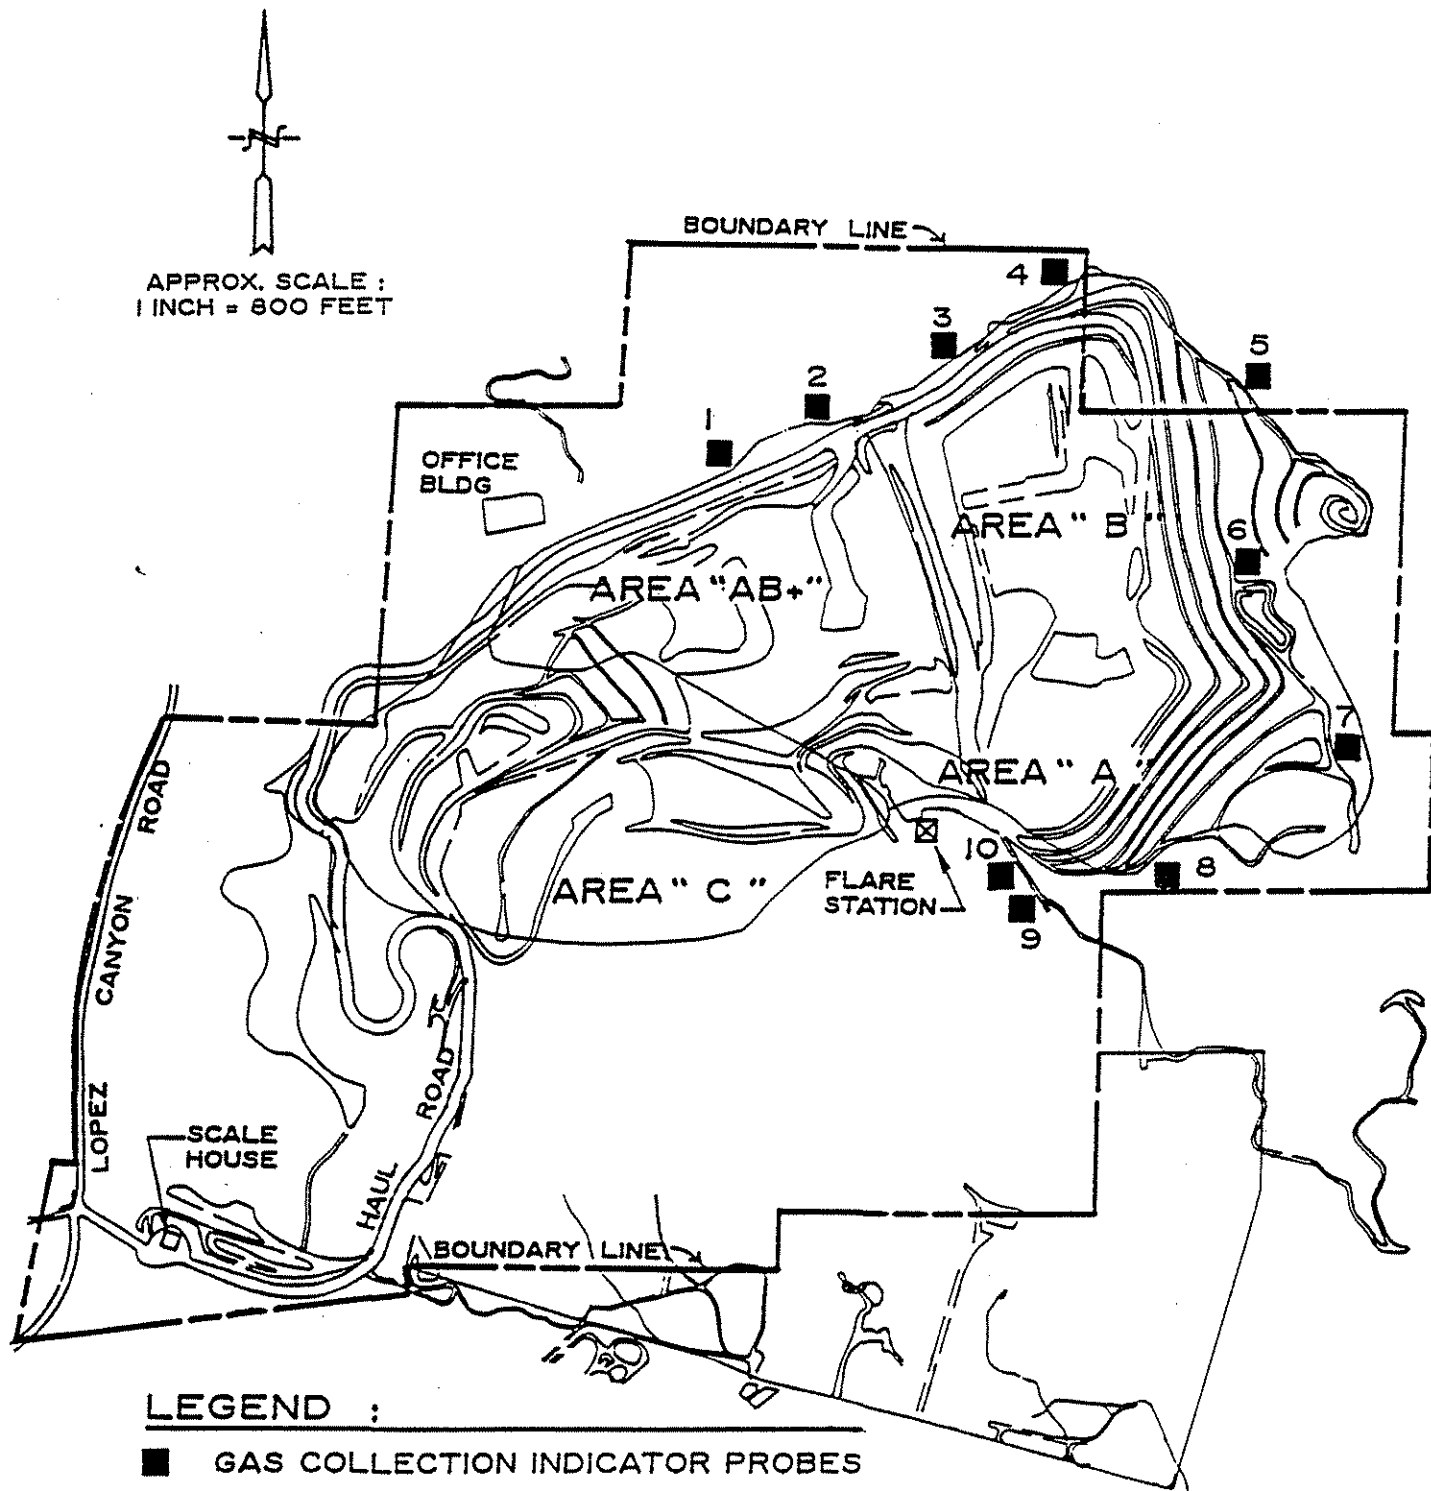 N
APPROX. SCALE :
1 INCH = 800 FEET
BOUNDARY LINE
4
3
5
2
1
OFFICE
BLDG
AREA " B "
6
AREA "AB+"
7
ROAD
AREA " A "
10
8
FLARE
STATION
AREA " C "
9
CANYON
ROAD
LOPEZ
SCALE
HOUSE
HAUL
BOUNDARY LINE
LEGEND :
GAS COLLECTION INDICATOR PROBES